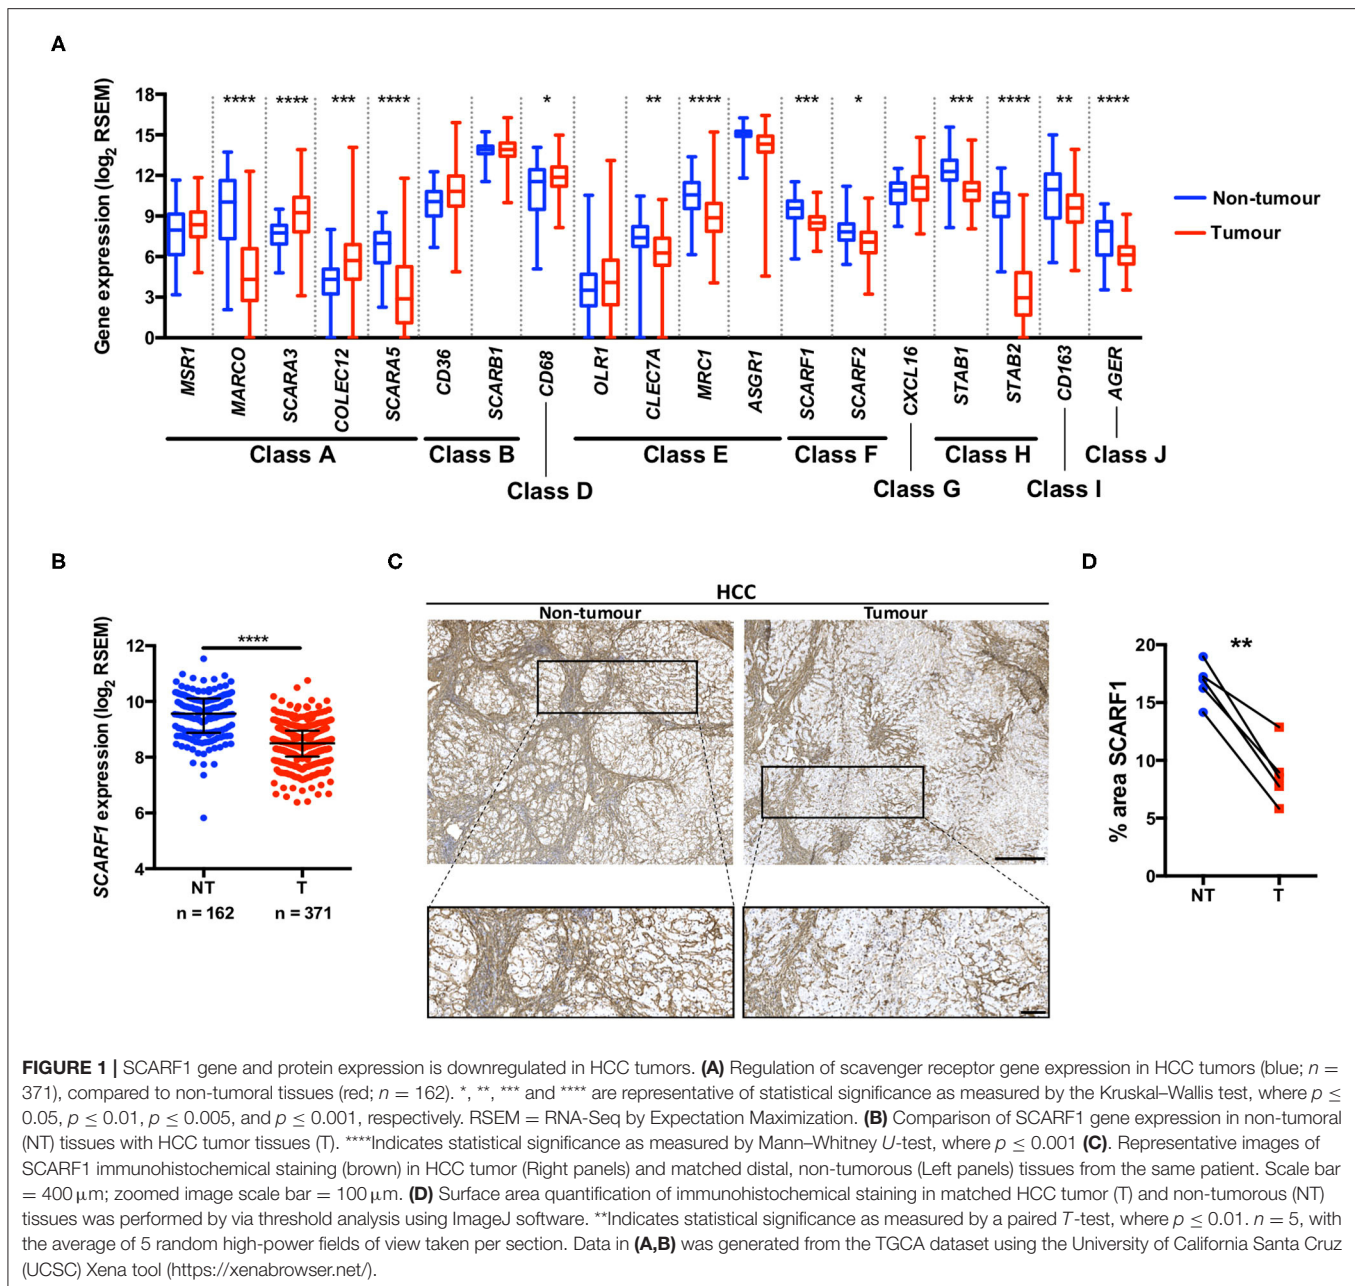 A
Gene expression (log2 RSEM)
18
15
12
9
6
3
0
**** **** *** **** * ** **** *** * *** **** ** ****
Non-tumour
Tumour
MSR1 MARCO SCARA3 COLEC12 SCARA5 CD36 SCARB1 CD68 OLR1 CLEC7A MRC1 ASGR1 SCARF1 SCARF2 CXCL16 STAB1 STAB2 CD163 AGER
Class A Class B Class E Class F Class H Class J
Class D Class G Class I
B
SCARF1 expression (log2 RSEM)
12
10
8
6
4
****
NT T
n = 162 n = 371
C
HCC
Non-tumour Tumour
D
% area SCARF1
20
15
10
5
0
**
NT T
FIGURE 1 | SCARF1 gene and protein expression is downregulated in HCC tumors. (A) Regulation of scavenger receptor gene expression in HCC tumors (blue; n =
371), compared to non-tumoral tissues (red; n = 162). *, **, *** and **** are representative of statistical significance as measured by the Kruskal–Wallis test, where p ≤
0.05, p ≤ 0.01, p ≤ 0.005, and p ≤ 0.001, respectively. RSEM = RNA-Seq by Expectation Maximization. (B) Comparison of SCARF1 gene expression in non-tumoral
(NT) tissues with HCC tumor tissues (T). ****Indicates statistical significance as measured by Mann–Whitney U-test, where p ≤ 0.001 (C). Representative images of
SCARF1 immunohistochemical staining (brown) in HCC tumor (Right panels) and matched distal, non-tumorous (Left panels) tissues from the same patient. Scale bar
= 400 μm; zoomed image scale bar = 100 μm. (D) Surface area quantification of immunohistochemical staining in matched HCC tumor (T) and non-tumorous (NT)
tissues was performed by via threshold analysis using ImageJ software. **Indicates statistical significance as measured by a paired T-test, where p ≤ 0.01. n = 5, with
the average of 5 random high-power fields of view taken per section. Data in (A,B) was generated from the TGCA dataset using the University of California Santa Cruz
(UCSC) Xena tool (https://xenabrowser.net/).